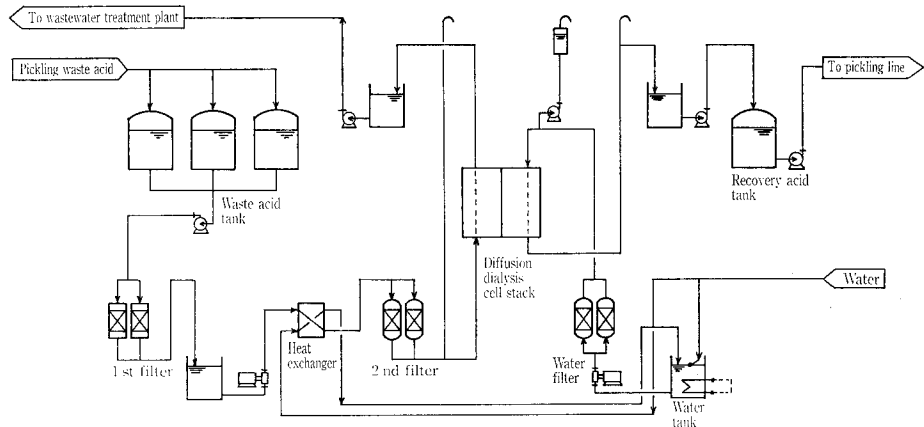 To wastewater treatment plant
Pickling waste acid
To pickling line
Waste acid
tank
Recovery acid
tank
Diffusion
dialysis
cell stack
Water
1 st filter
Heat
exchanger
2 nd filter
Water
filter
Water
tank